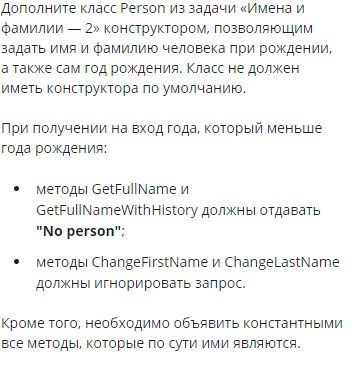 Дополните класс Person из задачи «Имена и
фамилии — 2» конструктором, позволяющим
задать имя и фамилию человека при рождении,
а также сам год рождения. Класс не должен
иметь конструктора по умолчанию.
При получении на вход года, который меньше
года рождения:
• методы GetFullName и
GetFullNameWithHistory должны отдавать
"No person";
• методы ChangeFirstName и ChangeLastName
должны игнорировать запрос.
Кроме того, необходимо объявить константными
все методы, которые по сути ими являются.